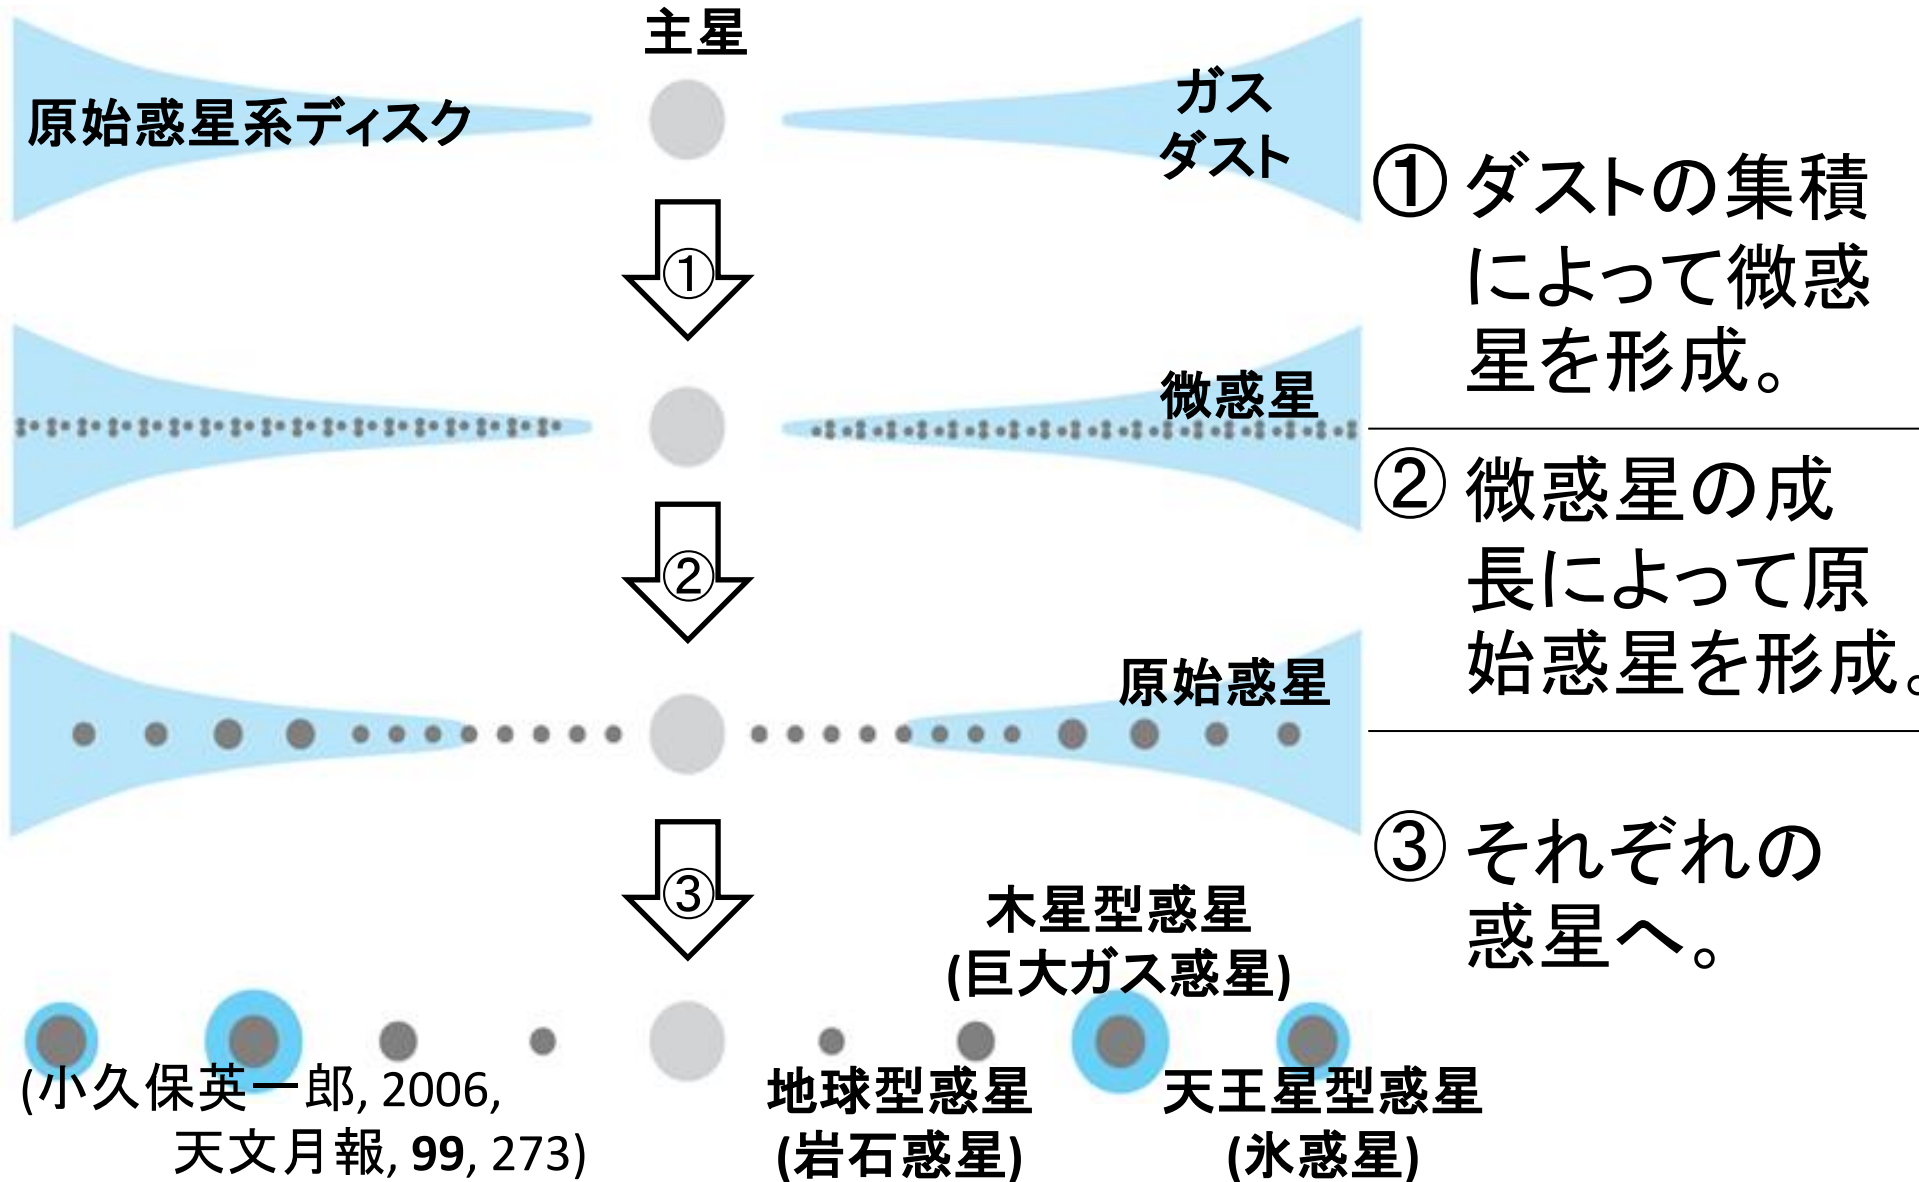 主星
原始惑星系ディスク
ガス
ダスト
①
① ダストの集積
によって微惑
星を形成。
微惑星
②
② 微惑星の成
長によって原
始惑星を形成。
原始惑星
③
③ それぞれの
惑星へ。
木星型惑星
(巨大ガス惑星)
地球型惑星
(岩石惑星)
天王星型惑星
(氷惑星)
(小久保英一郎, 2006,
天文月報, 99, 273)